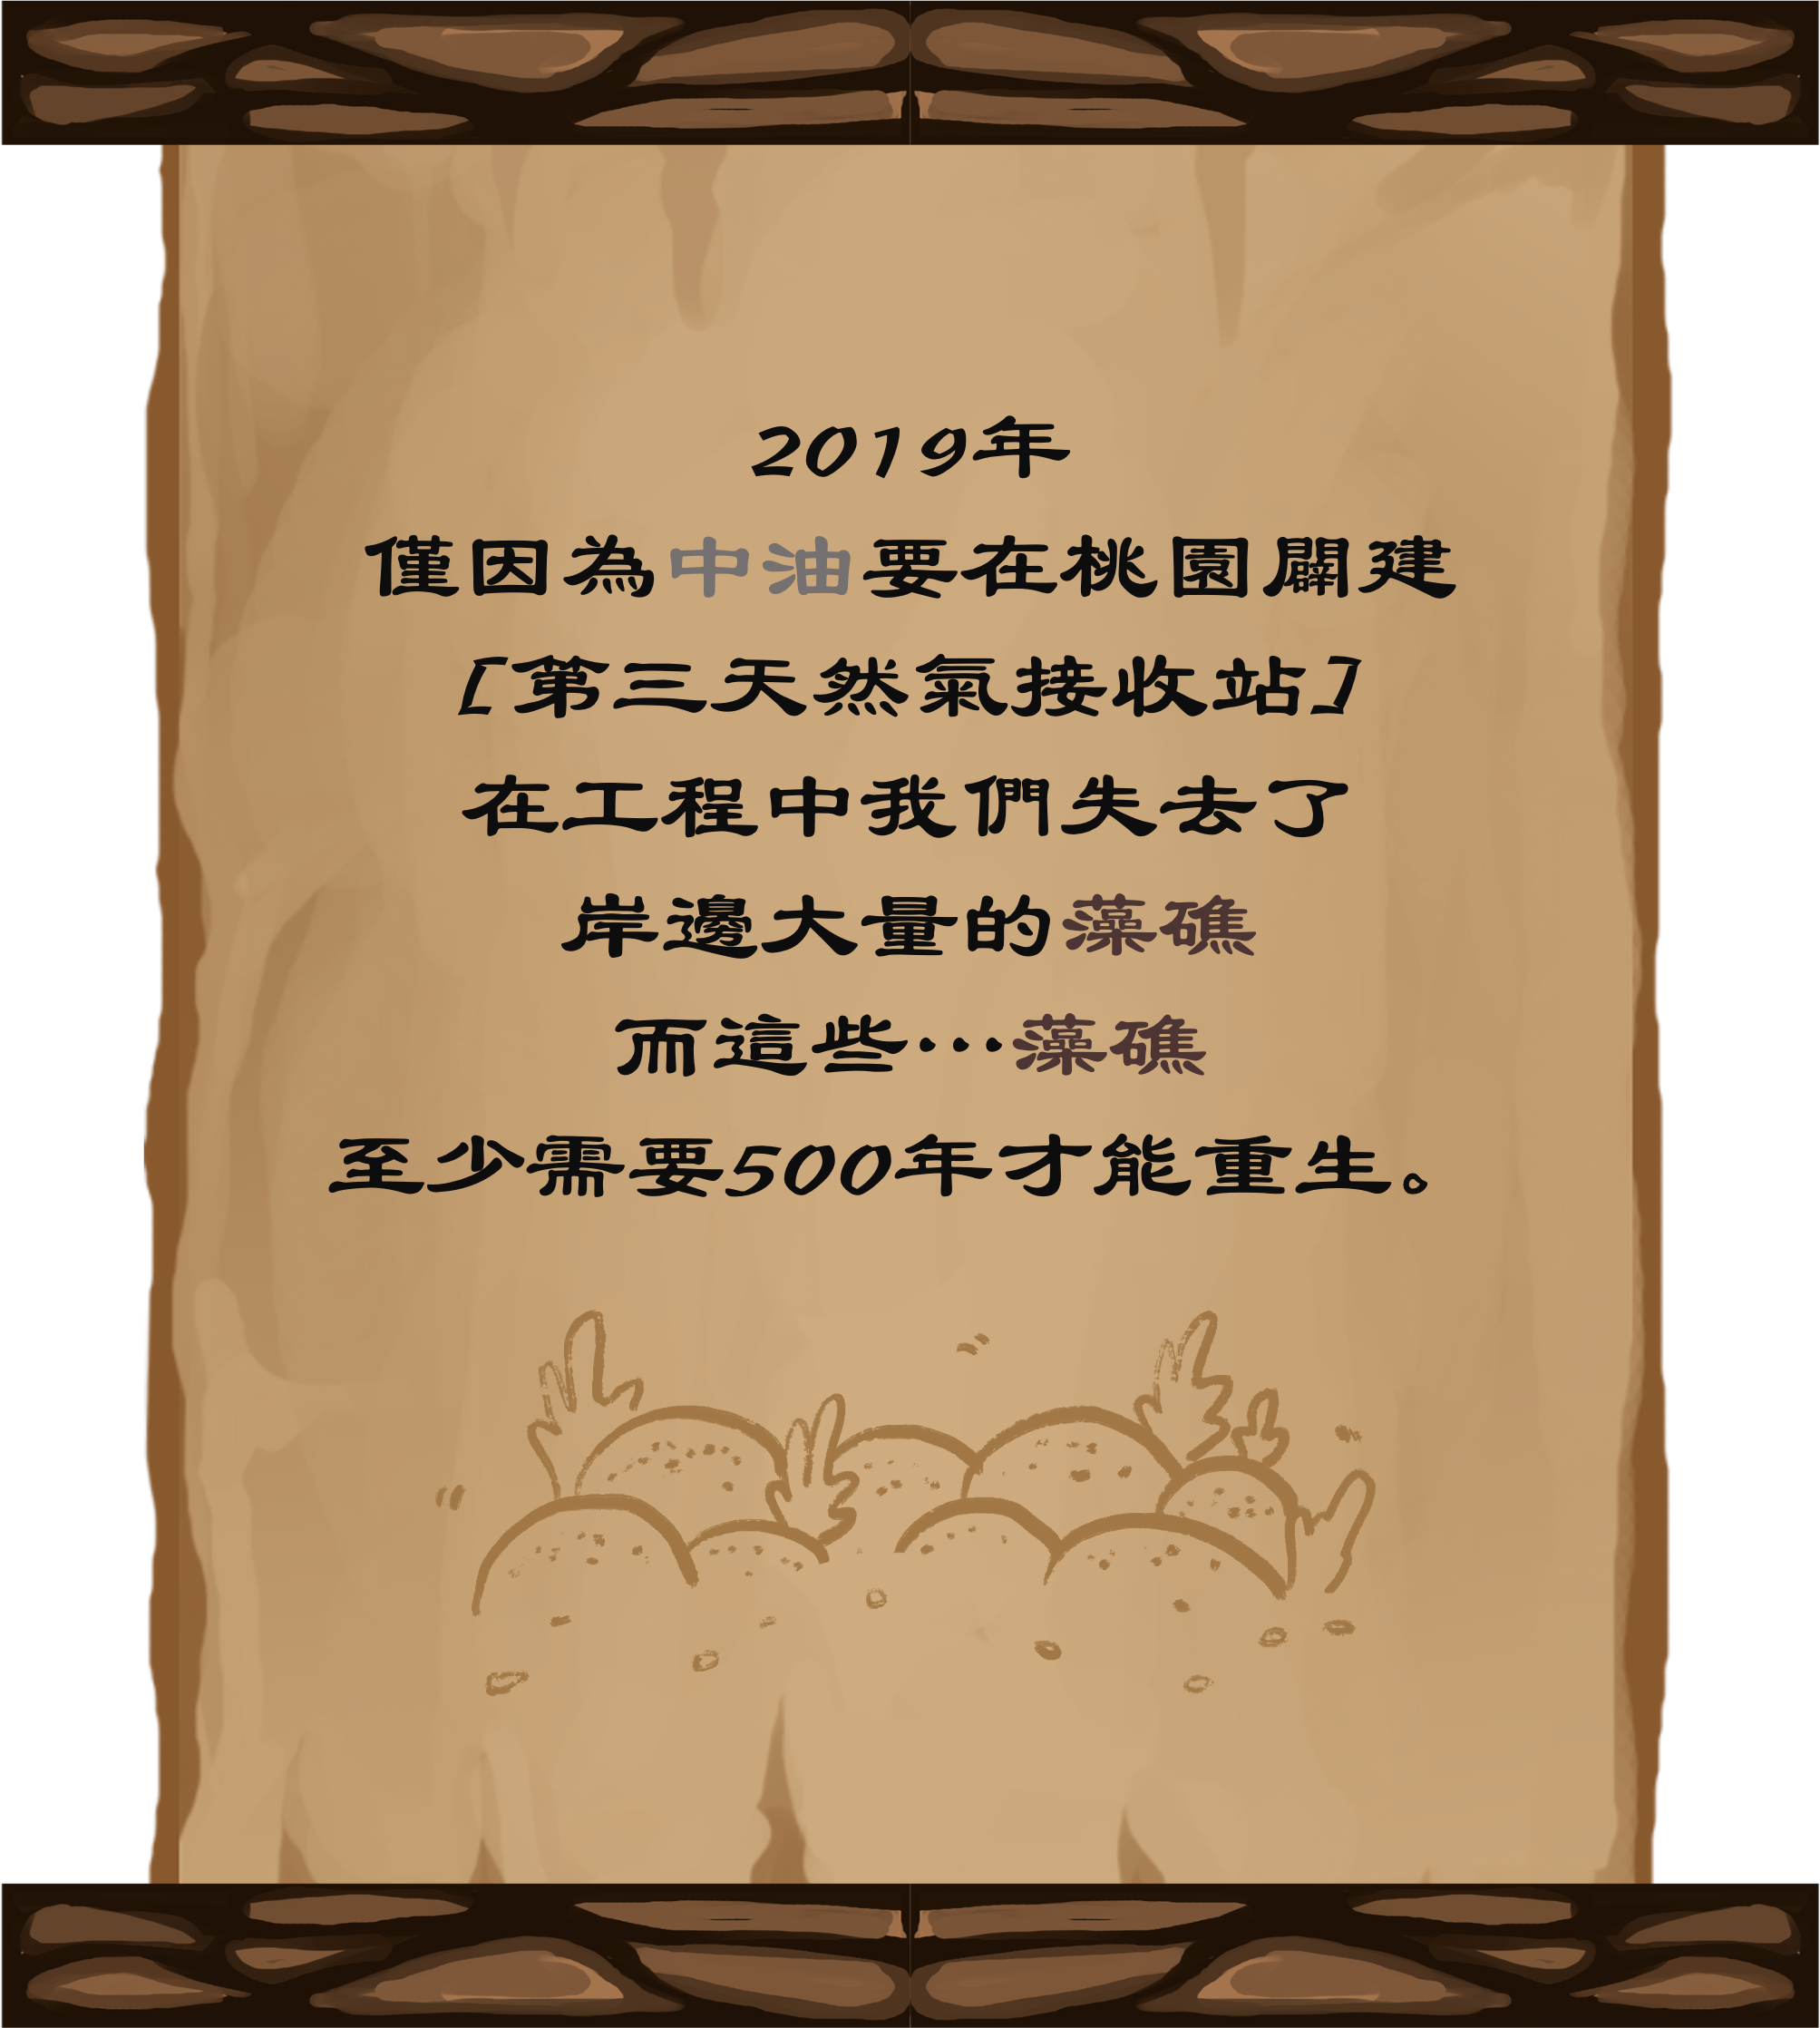 2019年
僅因為中油要在桃園闢建
[第三天然氣接收站]
在工程中我們失去了
岸邊大量的藻礁
而這些…藻礁
至少需要500年才能重生。